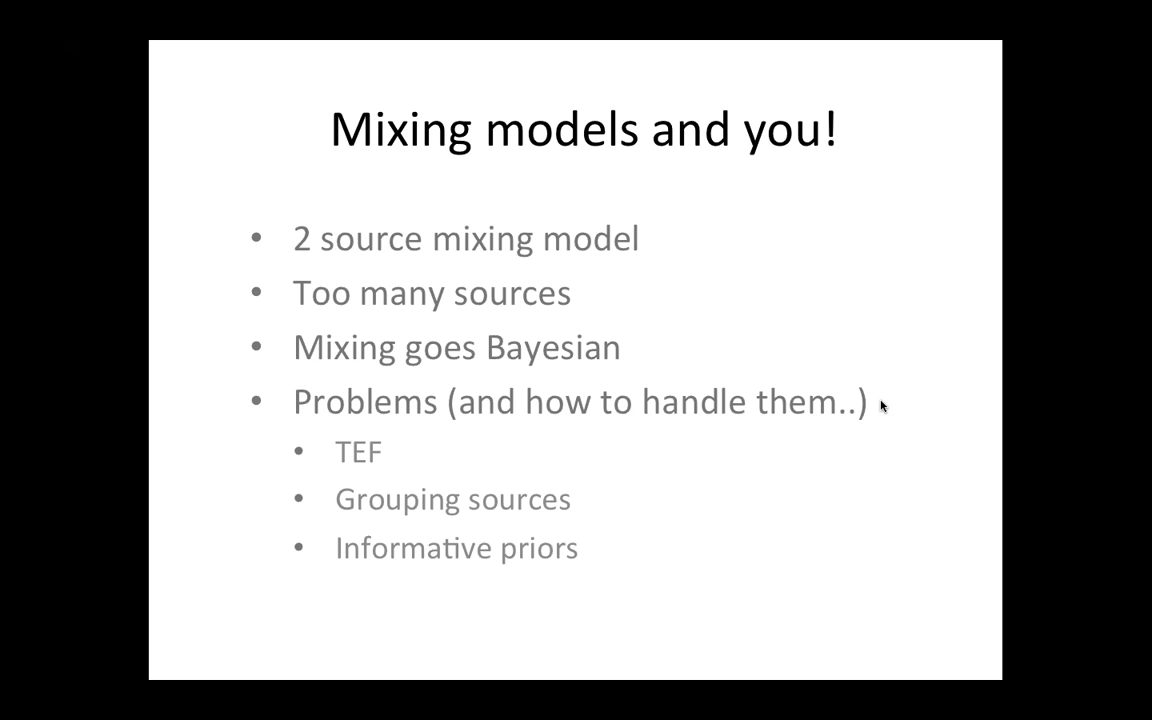 Mixing models and you!
• 2 source mixing model
• Too many sources
• Mixing goes Bayesian
• Problems (and how to handle them..)
• TEF
• Grouping sources
• Informative priors